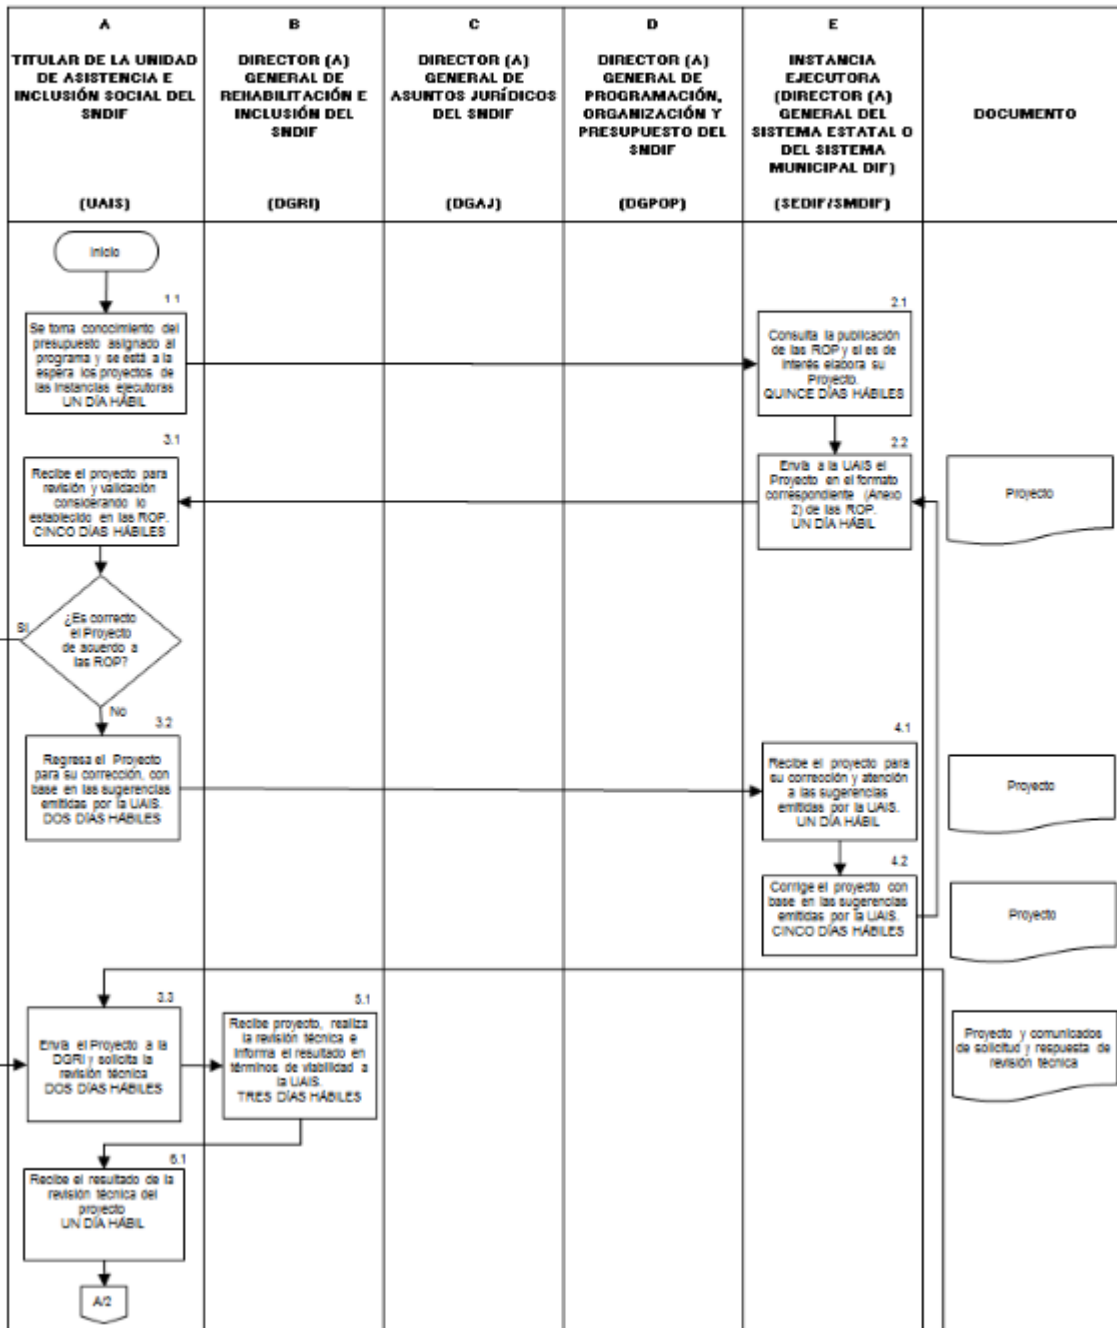 A
TITULAR DE LA UNIDAD
DE ASISTENCIA E
INCLUSIÓN SOCIAL DEL
SNDIF
(UAIS)
B
DIRECTOR (A)
GENERAL DE
REHABILITACIÓN E
INCLUSIÓN DEL
SNDIF
(DGRI)
C
DIRECTOR (A)
GENERAL DE
ASUNTOS JURÍDICOS
DEL SNDIF
(DGAJ)
D
DIRECTOR (A)
GENERAL DE
PROGRAMACIÓN,
ORGANIZACIÓN Y
PRESUPUESTO DEL
SNDIF
(DGPOP)
E
INSTANCIA
EJECUTORA
(DIRECTOR (A)
GENERAL DEL
SISTEMA ESTATAL O
DEL SISTEMA
MUNICIPAL DIF)
(SEDIF/SMDIF)
DOCUMENTO
Inicio
1.1
Se toma conocimiento del
presupuesto asignado al
programa y se está a la
espera los proyectos de
las instancias ejecutoras
UN DÍA HÁBIL
2.1
Consulta la publicación
de las ROP y si es de
interés elabora su
Proyecto.
QUINCE DÍAS HÁBILES
3.1
Recibe el proyecto para
revisión y validación
considerando lo
establecido en las ROP.
CINCO DÍAS HÁBILES
2.2
Envía a la UAIS el
Proyecto en el formato
correspondiente (Anexo
2) de las ROP.
UN DÍA HÁBIL
Proyecto
¿Es correcto
el Proyecto
de acuerdo a
las ROP?
Si
No
3.2
Regresa el Proyecto
para su corrección, con
base en las sugerencias
emitidas por la UAIS.
DOS DÍAS HÁBILES
4.1
Recibe el proyecto para
su corrección y atención
a las sugerencias
emitidas por la UAIS.
UN DÍA HÁBIL
Proyecto
4.2
Corrige el proyecto con
base en las sugerencias
emitidas por la UAIS.
CINCO DÍAS HÁBILES
Proyecto
3.3
Envía el Proyecto a la
DGRI y solicita la
revisión técnica
DOS DÍAS HÁBILES
5.1
Recibe proyecto, realiza
la revisión técnica e
informa el resultado en
términos de viabilidad a
la UAIS.
TRES DÍAS HÁBILES
Proyecto y comunicados
de solicitud y respuesta de
revisión técnica
6.1
Recibe el resultado de la
revisión técnica del
proyecto
UN DÍA HÁBIL
A/2